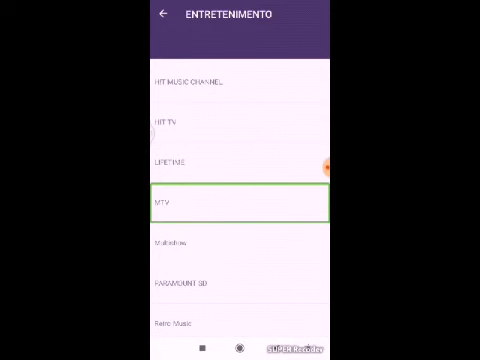 ENTRETENIMENTO
HIT MUSIC CHANNEL
HIT TV
LIFETIME
MTV
Multishow
PARAMOUNT SD
Retro Music
SUPER Recorder